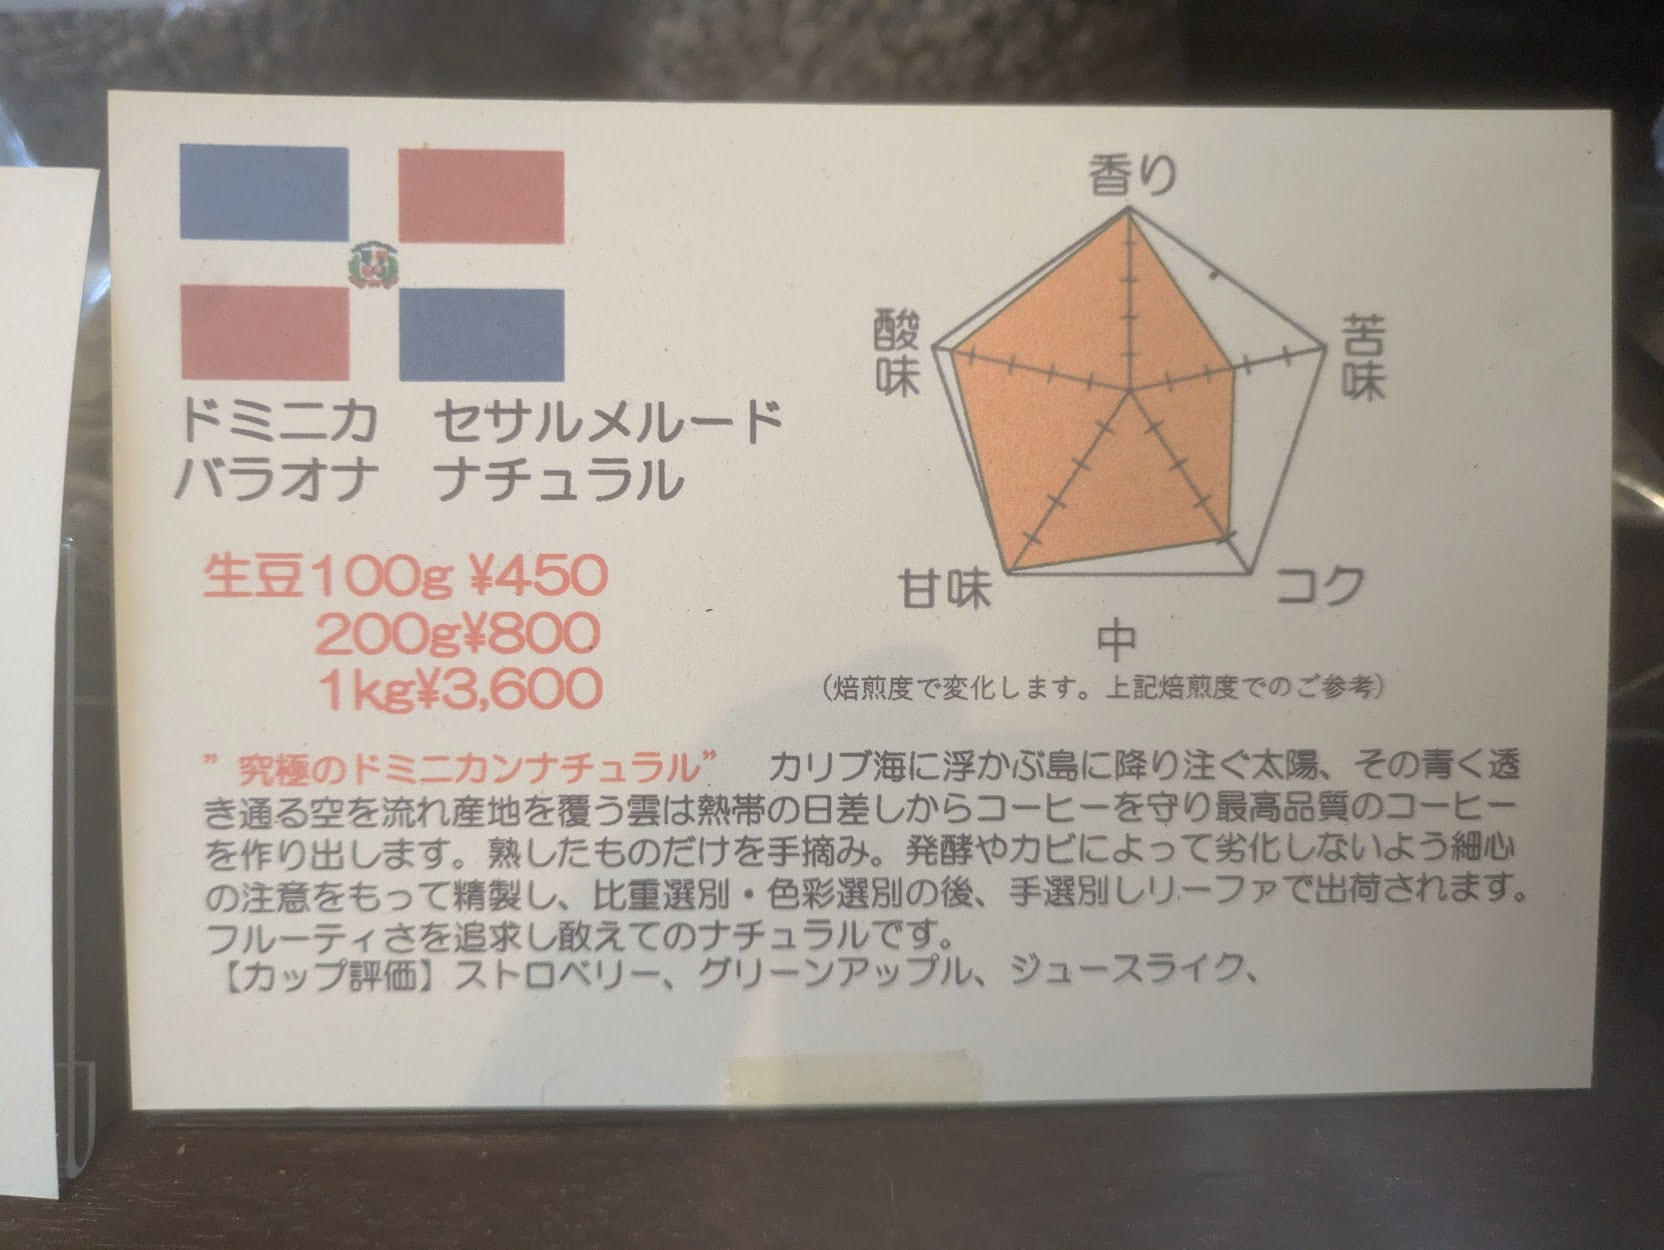 ドミニカ　セサルメルード
バラオナ　ナチュラル
生豆100g ¥450
200g¥800
1kg¥3,600
香り
酸味
苦味
甘味
コク
中
（焙煎度で変化します。上記焙煎度でのご参考）
”究極のドミニカンナチュラル”　カリブ海に浮かぶ島に降り注ぐ太陽、その青く透
き通る空を流れ産地を覆う雲は熱帯の日差しからコーヒーを守り最高品質のコーヒー
を作り出します。熟したものだけを手摘み。発酵やカビによって劣化しないよう細心
の注意をもって精製し、比重選別・色彩選別の後、手選別しリーファで出荷されます。
フルーティさを追求し敢えてのナチュラルです。
【カップ評価】ストロベリー、グリーンアップル、ジュースライク、